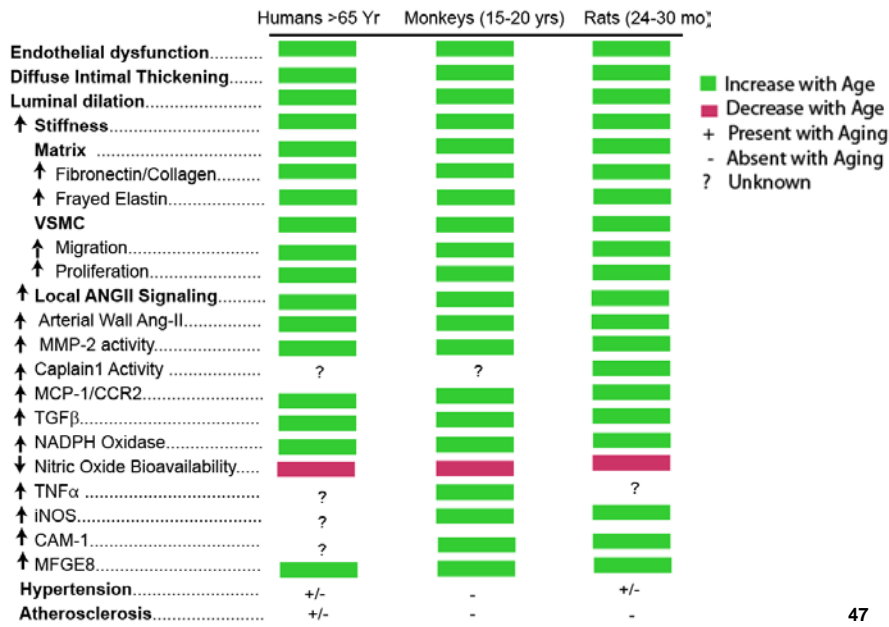 Humans >65 Yr Monkeys (15-20 yrs) Rats (24-30 mo)
Endothelial dysfunction..........
Diffuse Intimal Thickening......
Luminal dilation......................
↑ Stiffness..............................
Matrix ..............................
↑ Fibronectin/Collagen.........
↑ Frayed Elastin...................
VSMC
↑ Migration..........................
↑ Proliferation......................
↑ Local ANGII Signaling..........
↑ Arterial Wall Ang-II...............
↑ MMP-2 activity.....................
↑ Caplain1 Activity .................. ? ?
↑ MCP-1/CCR2......................
↑ TGFβ..................................
↑ NADPH Oxidase..................
↓ Nitric Oxide Bioavailability.....
↑ TNFα .................................. ? ?
↑ iNOS.................................... ?
↑ CAM-1................................. ?
↑ MFGE8................................
Hypertension......................... +/- - +/-
Atherosclerosis..................... +/- - -
Increase with Age
Decrease with Age
+ Present with Aging
- Absent with Aging
? Unknown
47